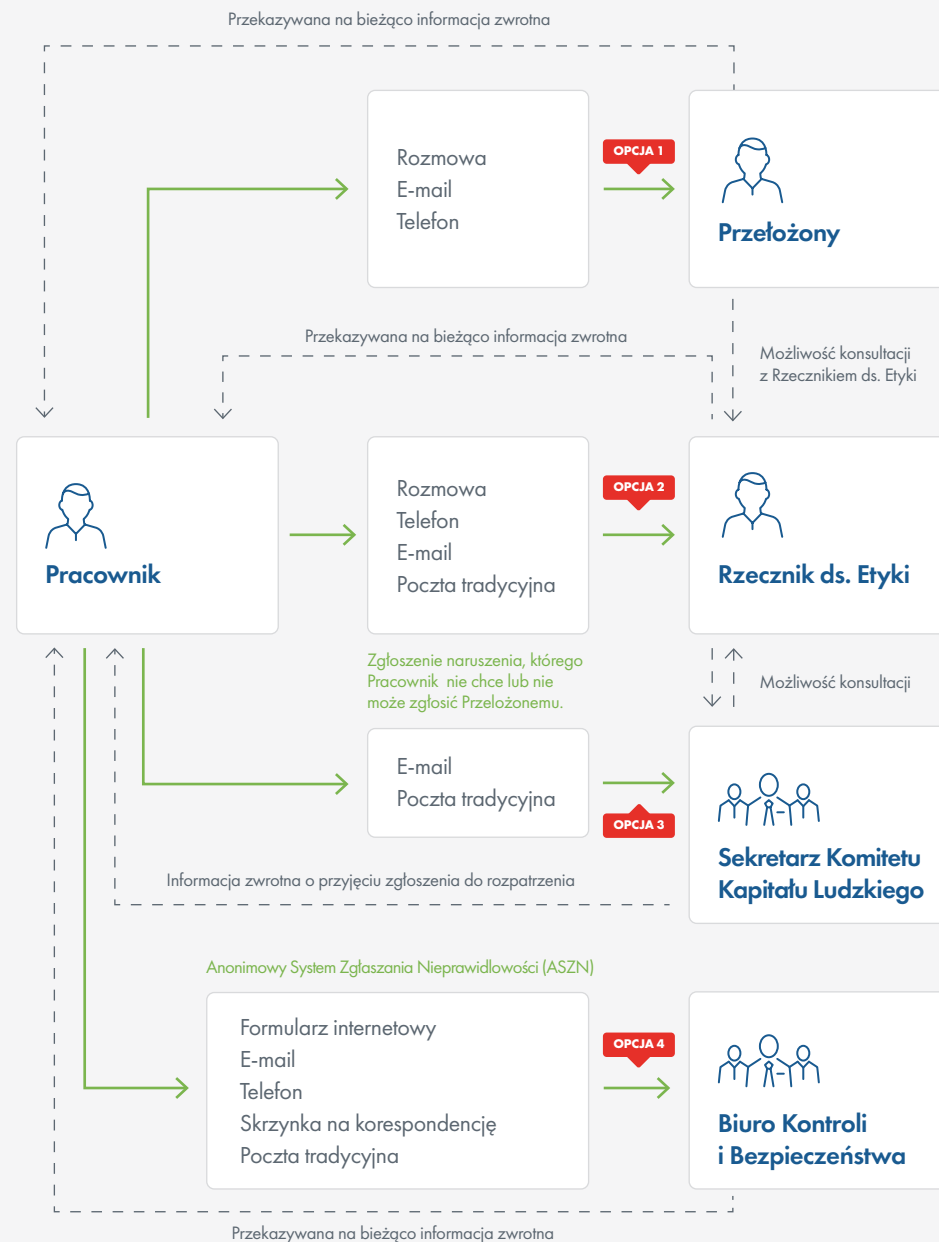 Przekazywana na bieżąco informacja zwrotna
Rozmowa
E-mail
Telefon
OPCJA 1
Przełożony
Przekazywana na bieżąco informacja zwrotna
Możliwość konsultacji
z Rzecznikiem ds. Etyki
Pracownik
Rozmowa
Telefon
E-mail
Poczta tradycyjna
OPCJA 2
Rzecznik ds. Etyki
Zgłoszenie naruszenia, którego
Pracownik nie chce lub nie
może zgłosić Przelożonemu.
Możliwość konsultacji
E-mail
Poczta tradycyjna
OPCJA 3
Sekretarz Komitetu
Kapitału Ludzkiego
Informacja zwrotna o przyjęciu zgłoszenia do rozpatrzenia
Anonimowy System Zgłaszania Nieprawidlowości (ASZN)
Formularz internetowy
E-mail
Telefon
Skrzynka na korespondencję
Poczta tradycyjna
OPCJA 4
Biuro Kontroli
i Bezpieczeństwa
Przekazywana na bieżąco informacja zwrotna